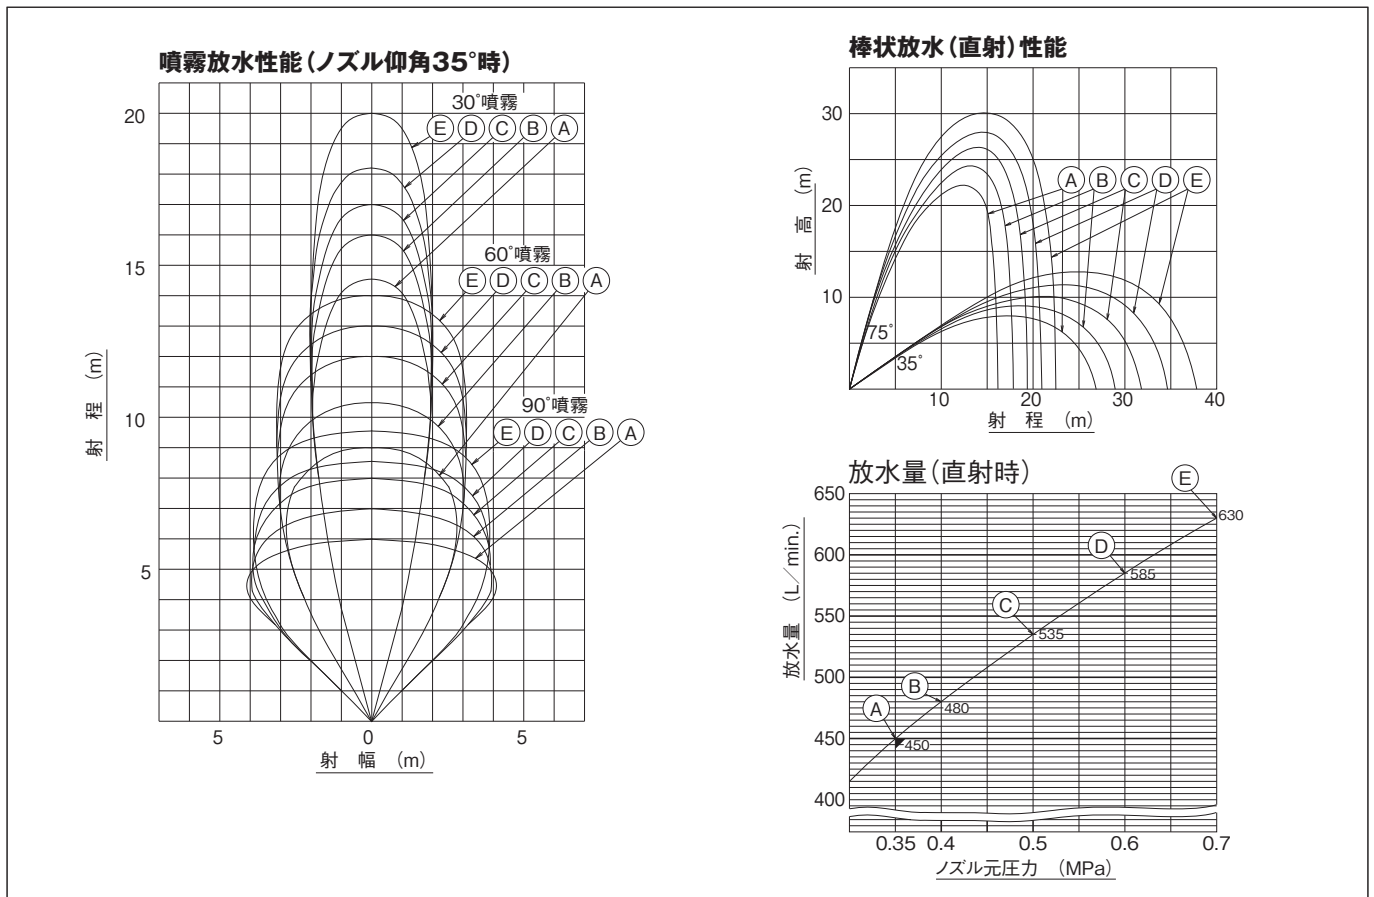 噴霧放水性能(ノズル仰角35°時)
20
15
10
5
射程 (m)
30°噴霧
E D C B A
60°噴霧
E D C B A
90°噴霧
E D C B A
5 0 5
射幅 (m)
棒状放水(直射)性能
30
20
10
射高 (m)
A B C D E
75°
35°
10 20 30 40
射程 (m)
放水量(直射時)
650
600
550
500
450
400
放水量 (L/min.)
E
630
D
585
C
535
B
480
A
450
0.35 0.4 0.5 0.6 0.7
ノズル元圧力 (MPa)